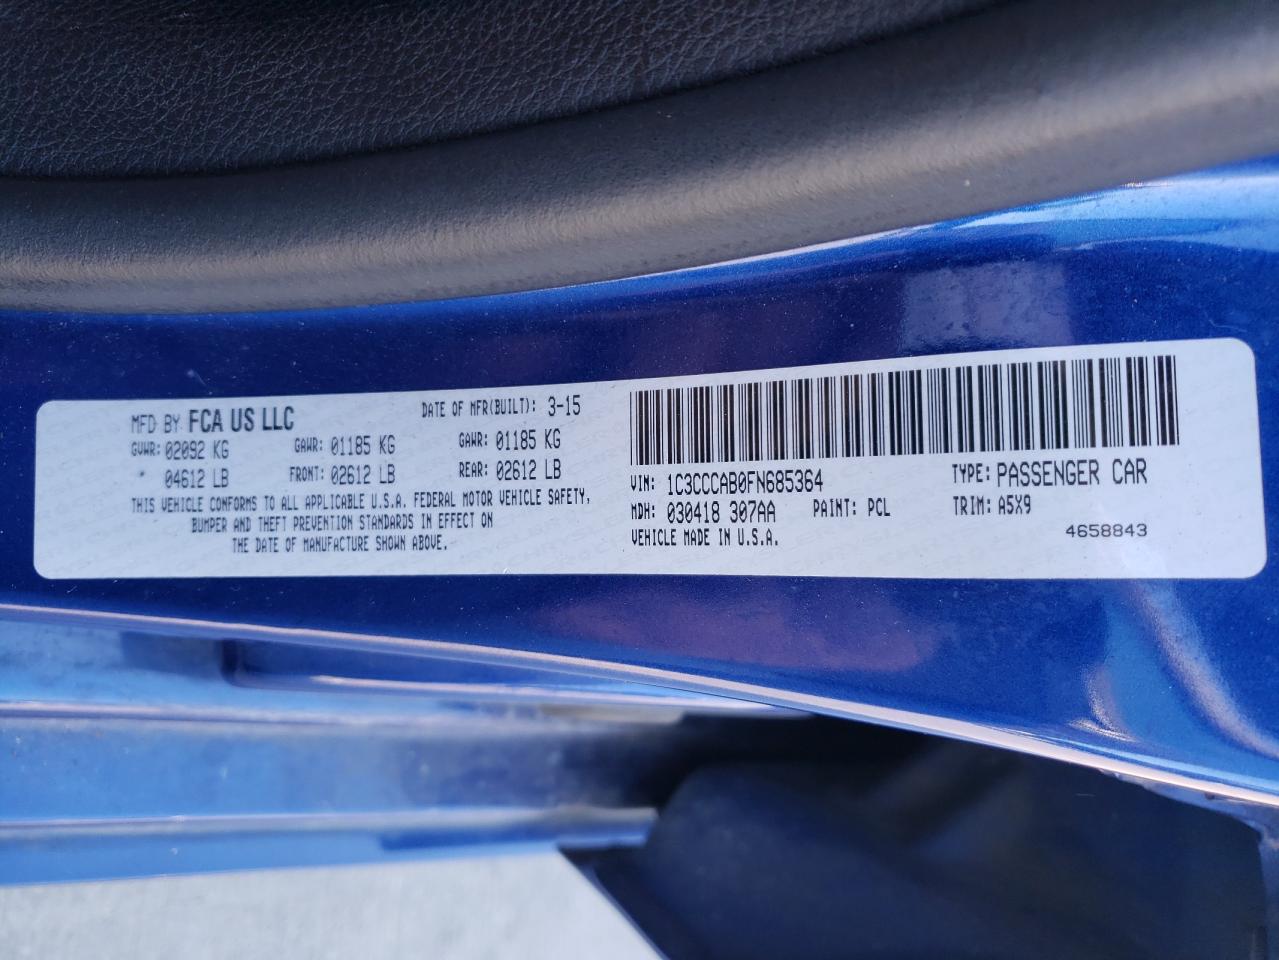 MFD BY FCA US LLC DATE OF MFR(BUILT): 3-15
GVWR: 02092 KG GAWR: 01185 KG GAWR: 01185 KG
* 04612 LB FRONT: 02612 LB REAR: 02612 LB
THIS VEHICLE CONFORMS TO ALL APPLICABLE U.S.A. FEDERAL MOTOR VEHICLE SAFETY,
BUMPER AND THEFT PREVENTION STANDARDS IN EFFECT ON
THE DATE OF MANUFACTURE SHOWN ABOVE.
VIN: 1C3CCCAB0FN685364 TYPE: PASSENGER CAR
MDH: 030418 307AA PAINT: PCL TRIM: A5X9
VEHICLE MADE IN U.S.A. 4658843